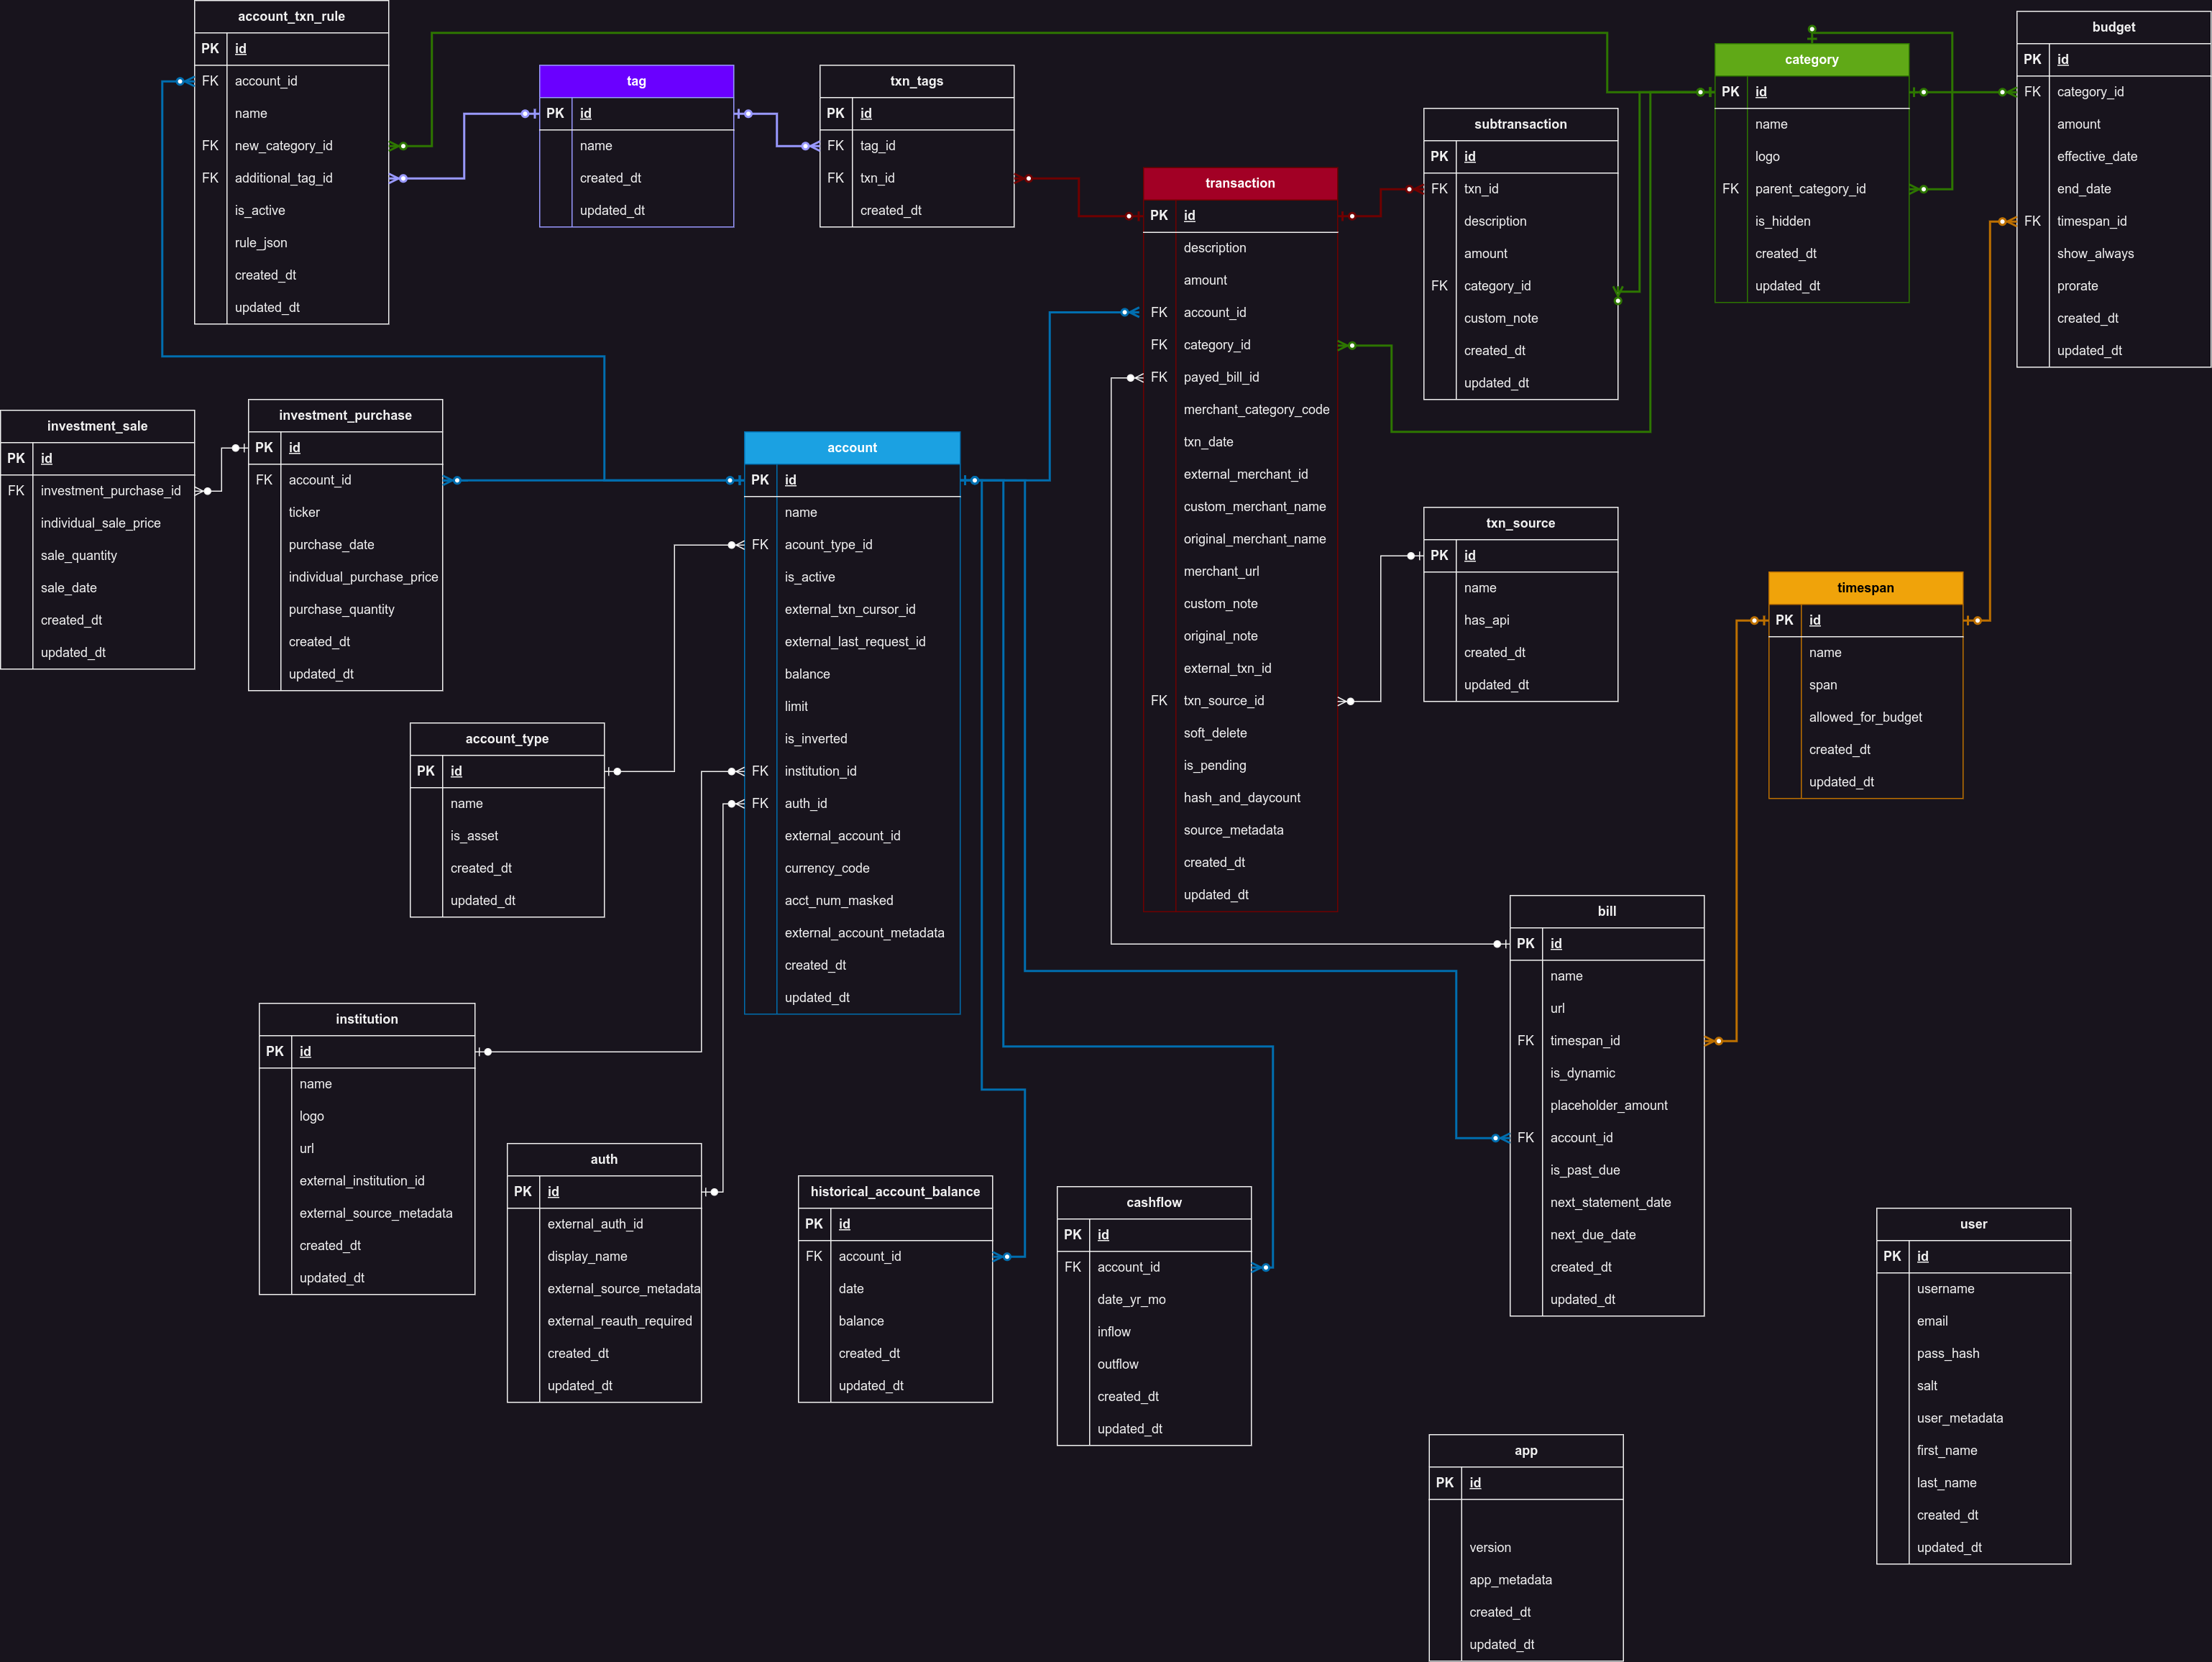 account_txn_rule
PK id
FK account_id
name
FK new_category_id
FK additional_tag_id
is_active
rule_json
created_dt
updated_dt
tag
PK id
name
created_dt
updated_dt
txn_tags
PK id
FK tag_id
FK txn_id
created_dt
transaction
PK id
description
amount
FK account_id
FK category_id
FK payed_bill_id
merchant_category_code
txn_date
external_merchant_id
custom_merchant_name
original_merchant_name
merchant_url
custom_note
original_note
external_txn_id
FK txn_source_id
soft_delete
is_pending
hash_and_daycount
source_metadata
created_dt
updated_dt
subtransaction
PK id
FK txn_id
description
amount
FK category_id
custom_note
created_dt
updated_dt
category
PK id
name
logo
FK parent_category_id
is_hidden
created_dt
updated_dt
budget
PK id
FK category_id
amount
effective_date
end_date
FK timespan_id
show_always
prorate
created_dt
updated_dt
investment_sale
PK id
FK investment_purchase_id
individual_sale_price
sale_quantity
sale_date
created_dt
updated_dt
investment_purchase
PK id
FK account_id
ticker
purchase_date
individual_purchase_price
purchase_quantity
created_dt
updated_dt
account
PK id
name
FK acount_type_id
is_active
external_txn_cursor_id
external_last_request_id
balance
limit
is_inverted
FK institution_id
FK auth_id
external_account_id
currency_code
acct_num_masked
external_account_metadata
created_dt
updated_dt
txn_source
PK id
name
has_api
created_dt
updated_dt
timespan
PK id
name
span
allowed_for_budget
created_dt
updated_dt
account_type
PK id
name
is_asset
created_dt
updated_dt
bill
PK id
name
url
FK timespan_id
is_dynamic
placeholder_amount
FK account_id
is_past_due
next_statement_date
next_due_date
created_dt
updated_dt
institution
PK id
name
logo
url
external_institution_id
external_source_metadata
created_dt
updated_dt
auth
PK id
external_auth_id
display_name
external_source_metadata
external_reauth_required
created_dt
updated_dt
historical_account_balance
PK id
FK account_id
date
balance
created_dt
updated_dt
cashflow
PK id
FK account_id
date_yr_mo
inflow
outflow
created_dt
updated_dt
user
PK id
username
email
pass_hash
salt
user_metadata
first_name
last_name
created_dt
updated_dt
app
PK id
version
app_metadata
created_dt
updated_dt